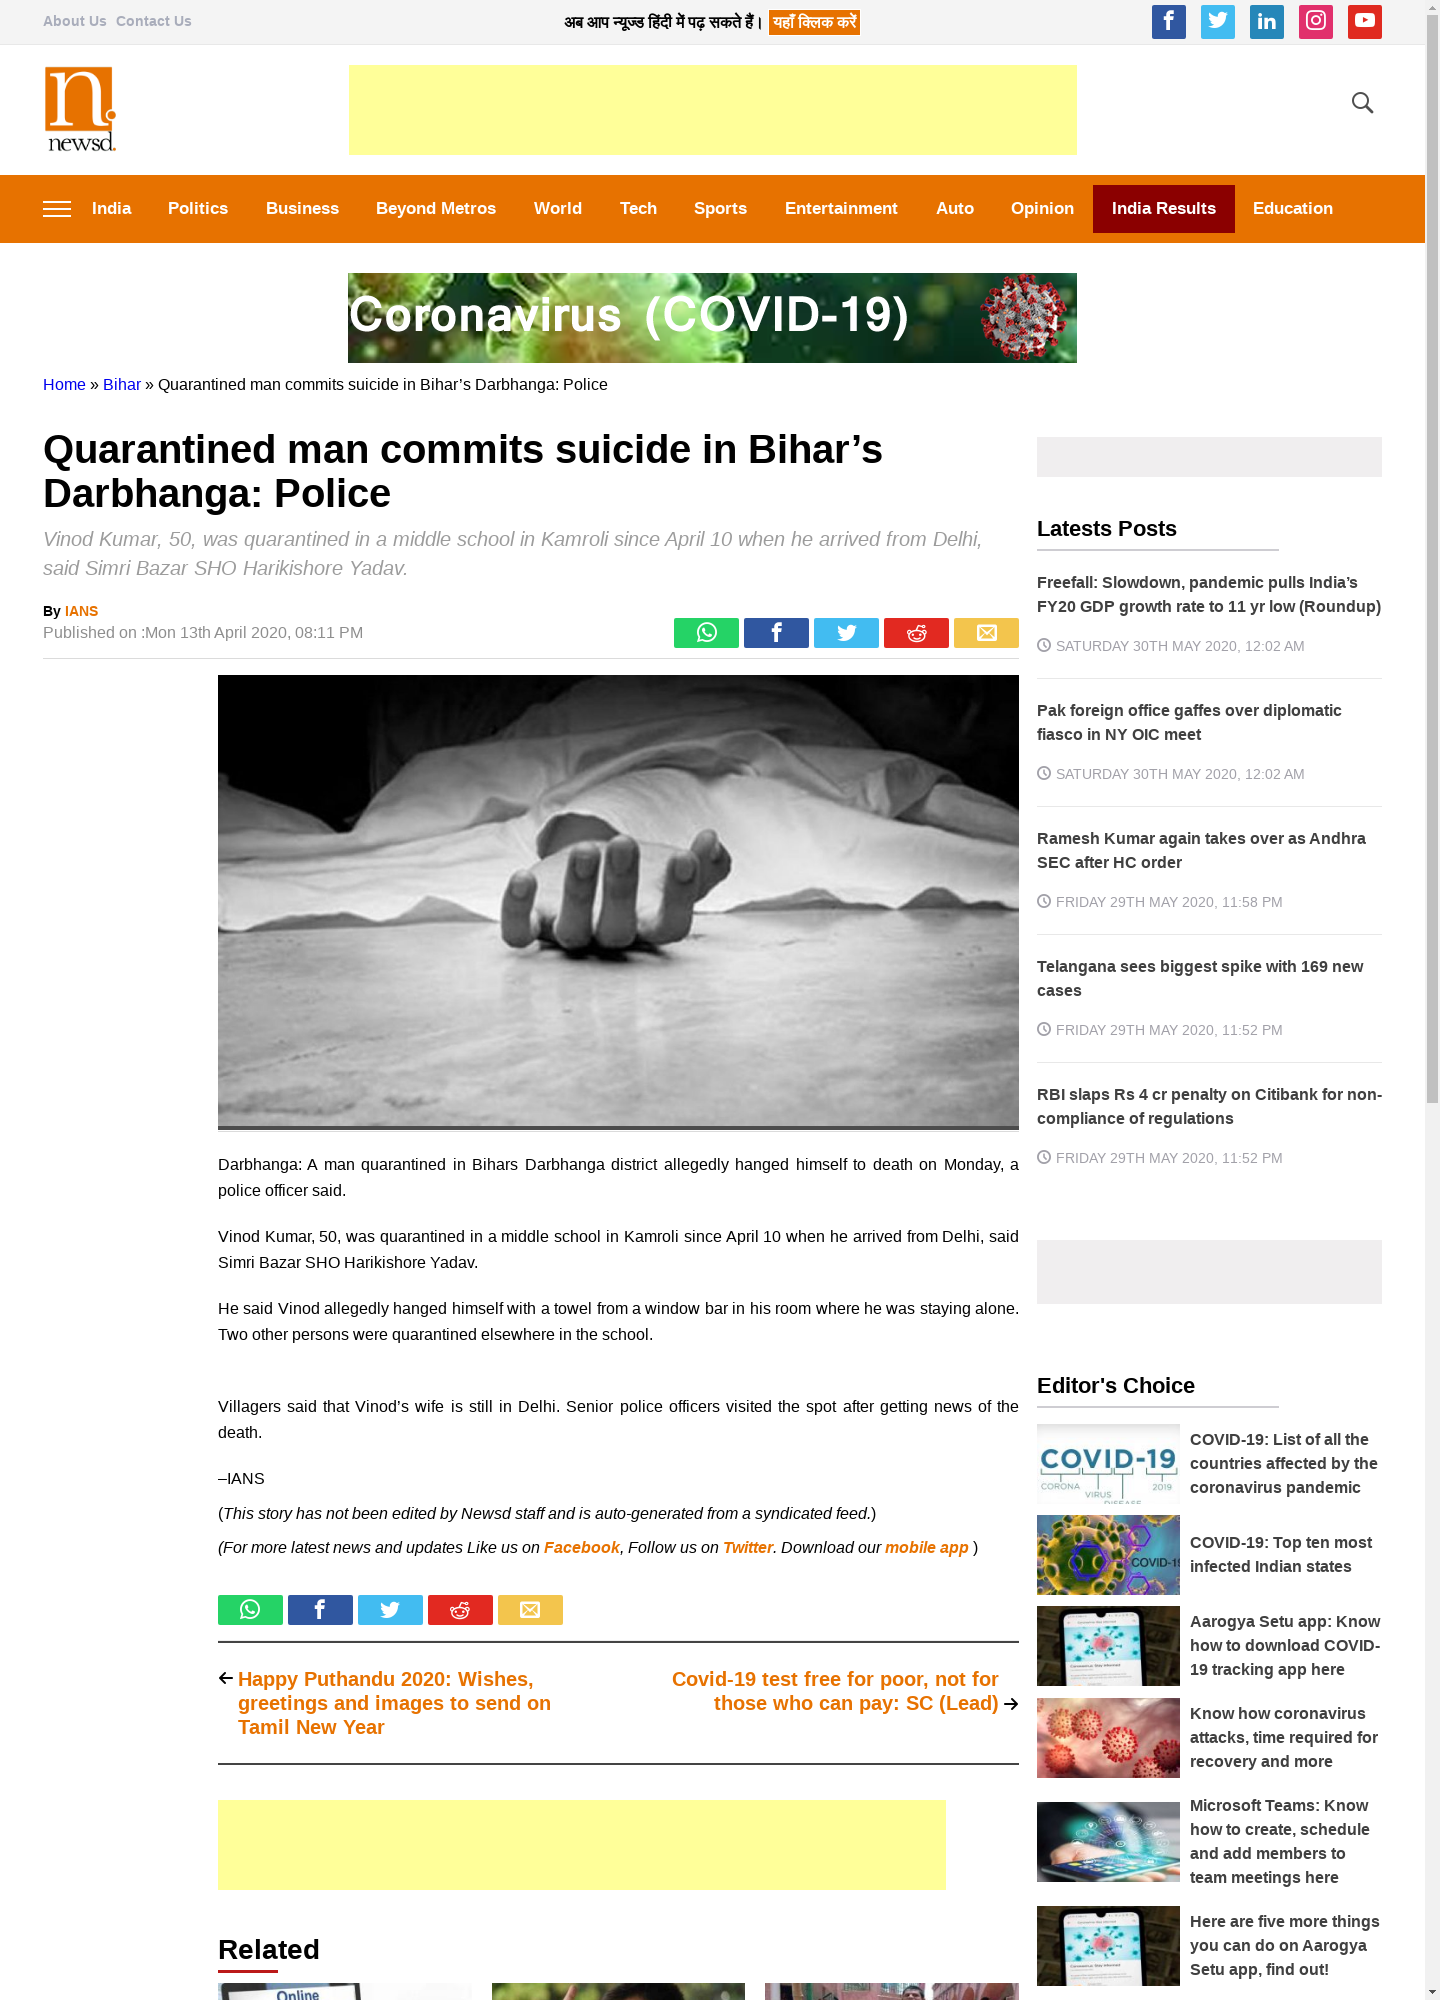 About Us Contact Us
अब आप न्यूज्ड हिंदी में पढ़ सकते हैं। यहाँ क्लिक करें
n.
newsd.
India Politics Business Beyond Metros World Tech Sports Entertainment Auto Opinion India Results Education
Coronavirus (COVID-19)
Home » Bihar » Quarantined man commits suicide in Bihar’s Darbhanga: Police
Quarantined man commits suicide in Bihar’s
Darbhanga: Police
Vinod Kumar, 50, was quarantined in a middle school in Kamroli since April 10 when he arrived from Delhi,
said Simri Bazar SHO Harikishore Yadav.
By IANS
Published on :Mon 13th April 2020, 08:11 PM
Darbhanga: A man quarantined in Bihars Darbhanga district allegedly hanged himself to death on Monday, a
police officer said.
Vinod Kumar, 50, was quarantined in a middle school in Kamroli since April 10 when he arrived from Delhi, said
Simri Bazar SHO Harikishore Yadav.
He said Vinod allegedly hanged himself with a towel from a window bar in his room where he was staying alone.
Two other persons were quarantined elsewhere in the school.
Villagers said that Vinod’s wife is still in Delhi. Senior police officers visited the spot after getting news of the
death.
–IANS
(This story has not been edited by Newsd staff and is auto-generated from a syndicated feed.)
(For more latest news and updates Like us on Facebook, Follow us on Twitter. Download our mobile app )
Happy Puthandu 2020: Wishes,
greetings and images to send on
Tamil New Year
Covid-19 test free for poor, not for
those who can pay: SC (Lead)
Related
Online
Latests Posts
Freefall: Slowdown, pandemic pulls India’s
FY20 GDP growth rate to 11 yr low (Roundup)
SATURDAY 30TH MAY 2020, 12:02 AM
Pak foreign office gaffes over diplomatic
fiasco in NY OIC meet
SATURDAY 30TH MAY 2020, 12:02 AM
Ramesh Kumar again takes over as Andhra
SEC after HC order
FRIDAY 29TH MAY 2020, 11:58 PM
Telangana sees biggest spike with 169 new
cases
FRIDAY 29TH MAY 2020, 11:52 PM
RBI slaps Rs 4 cr penalty on Citibank for non-
compliance of regulations
FRIDAY 29TH MAY 2020, 11:52 PM
Editor's Choice
COVID-19
CORONA
VIRUS
2019
DISEASE
COVID-19: List of all the
countries affected by the
coronavirus pandemic
COVID-19
COVID-19: Top ten most
infected Indian states
Aarogya Setu app: Know
how to download COVID-
19 tracking app here
Know how coronavirus
attacks, time required for
recovery and more
Microsoft Teams: Know
how to create, schedule
and add members to
team meetings here
Here are five more things
you can do on Aarogya
Setu app, find out!